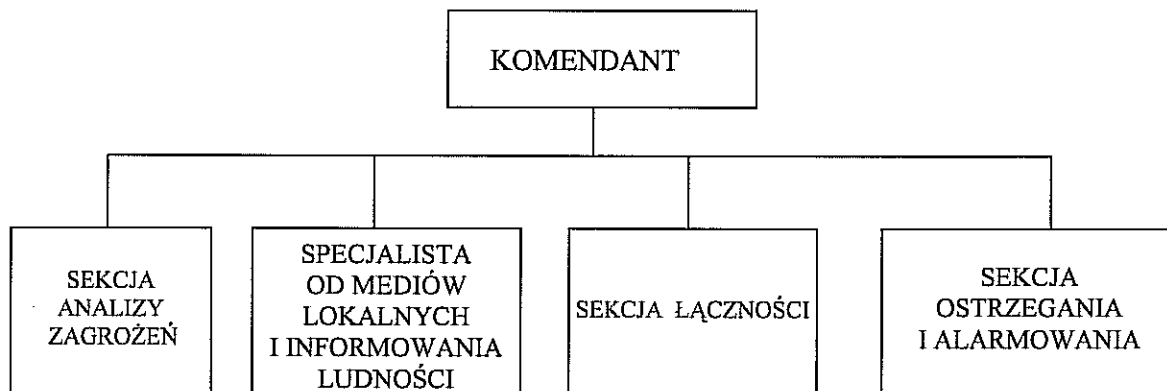 KOMENDANT
SEKCJA
ANALIZY
ZAGROŻEŃ
SPECJALISTA
OD MEDIÓW
LOKALNYCH
I INFORMOWANIA
LUDNOŚCI
SEKCJA ŁĄCZNOŚCI
SEKCJA
OSTRZEGANIA
I ALARMOWANIA